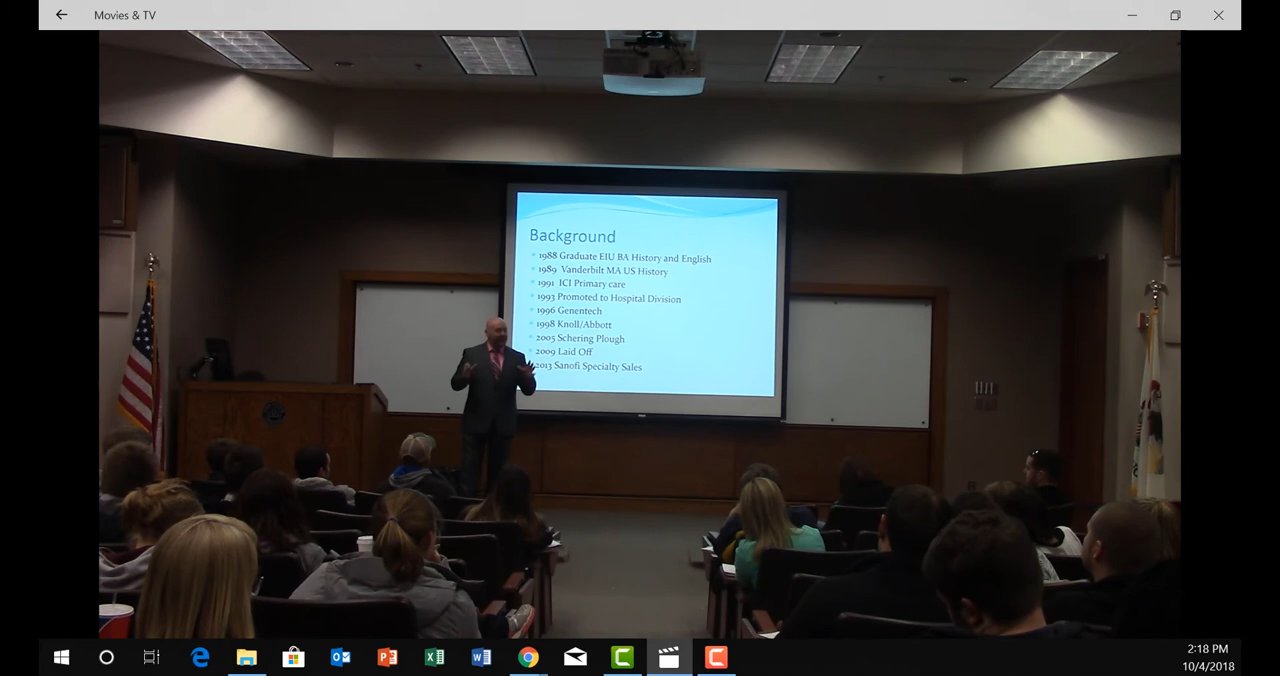 Movies & TV
Background
1988 Graduate EIU BA History and English
1989 Vanderbilt MA US History
1991 ICI Primary care
1993 Promoted to Hospital Division
1996 Genentech
1998 Knoll/Abbott
2005 Schering Plough
2009 Laid Off
2013 Sanofi Specialty Sales
2:18 PM
10/4/2018